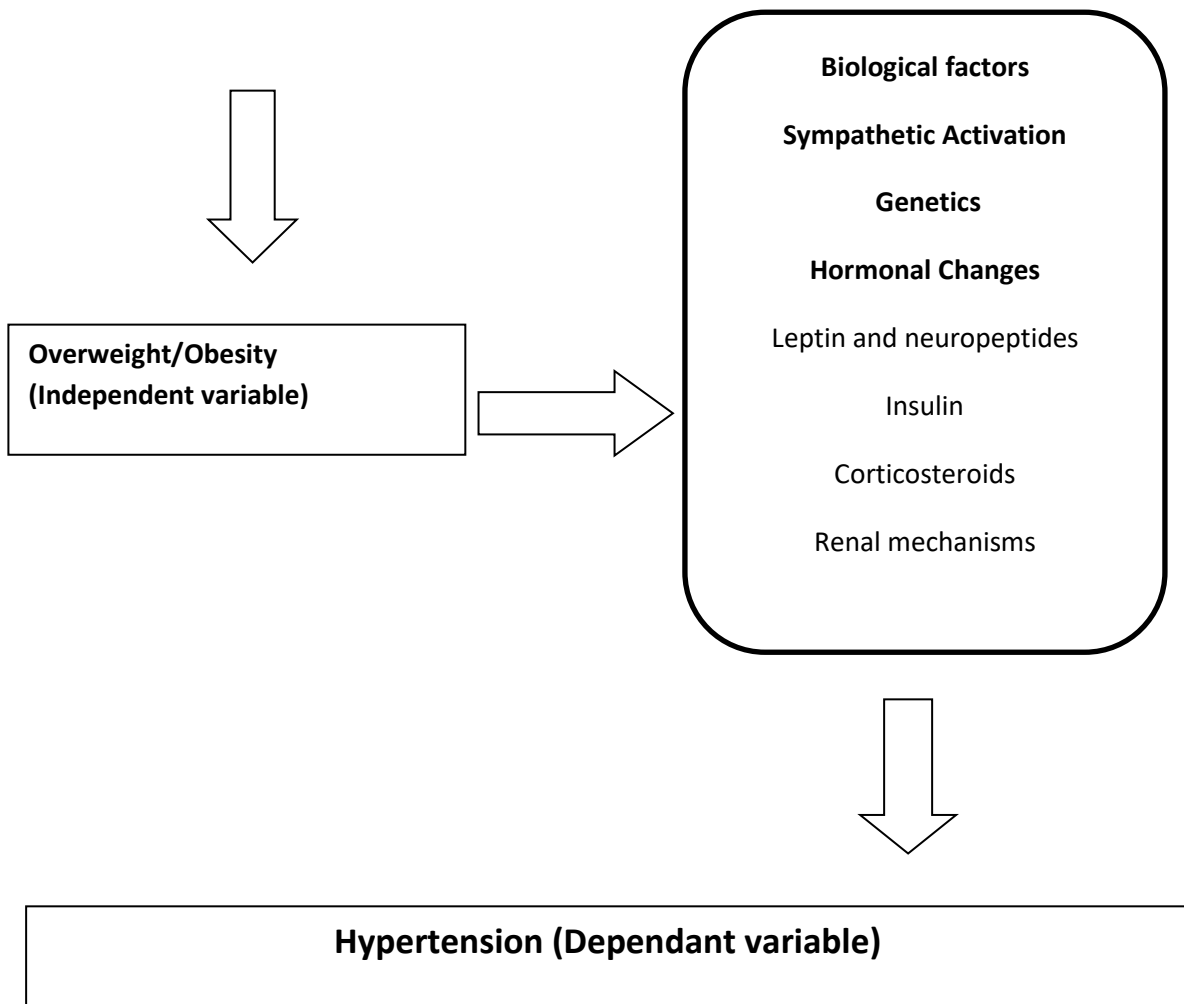 Biological factors
Sympathetic Activation
Genetics
Hormonal Changes
Leptin and neuropeptides
Insulin
Corticosteroids
Renal mechanisms
Overweight/Obesity
(Independent variable)
Hypertension (Dependant variable)